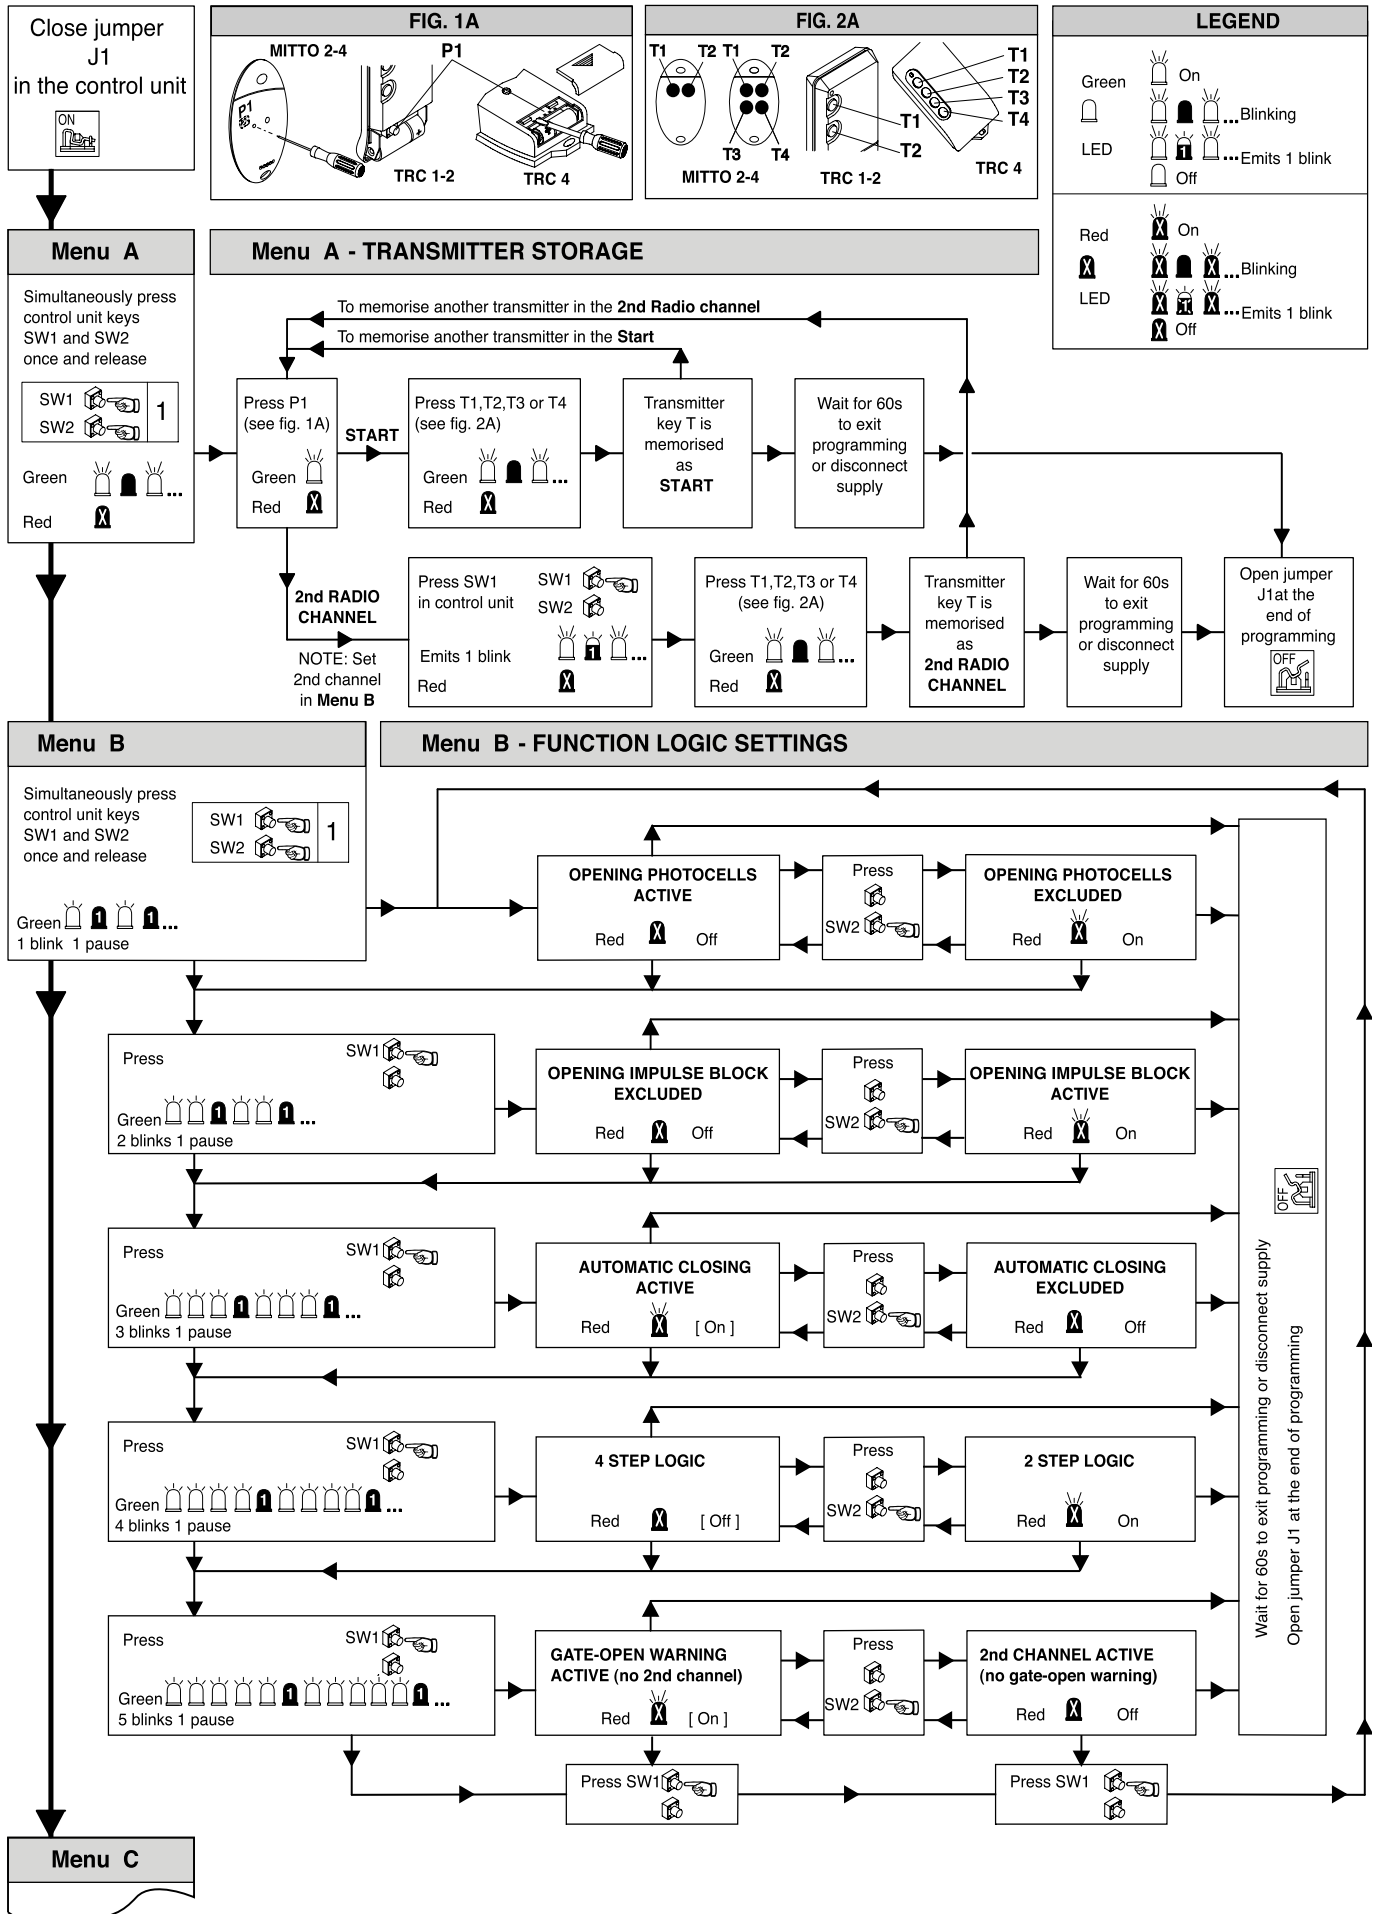 Close jumper
J1
in the control unit
ON
FIG. 1A
MITTO 2-4
P1
P1
TRC 1-2
TRC 4
FIG. 2A
T1 T2 T1 T2
T3 T4
MITTO 2-4
T1
T2
TRC 1-2
T1
T2
T3
T4
TRC 4
LEGEND
Green
LED
On
...Blinking
1 ...Emits 1 blink
Off
Red
LED
On
...Blinking
1 ...Emits 1 blink
Off
Menu A
Simultaneously press
control unit keys
SW1 and SW2
once and release
SW1
SW2
1
Green ...
Red
Menu A - TRANSMITTER STORAGE
To memorise another transmitter in the 2nd Radio channel
To memorise another transmitter in the Start
Press P1
(see fig. 1A)
Green
Red
START
Press T1,T2,T3 or T4
(see fig. 2A)
Green ...
Red
Transmitter
key T is
memorised
as
START
Wait for 60s
to exit
programming
or disconnect
supply
2nd RADIO
CHANNEL
NOTE: Set
2nd channel
in Menu B
Press SW1
in control unit
SW1
SW2
Emits 1 blink 1 ...
Red
Press T1,T2,T3 or T4
(see fig. 2A)
Green ...
Red
Transmitter
key T is
memorised
as
2nd RADIO
CHANNEL
Wait for 60s
to exit
programming
or disconnect
supply
Open jumper
J1at the
end of
programming
OFF
Menu B
Simultaneously press
control unit keys
SW1 and SW2
once and release
SW1
SW2
1
Green 1 1 ...
1 blink 1 pause
Menu B - FUNCTION LOGIC SETTINGS
OPENING PHOTOCELLS
ACTIVE
Red Off
Press
SW2
OPENING PHOTOCELLS
EXCLUDED
Red On
Press
SW1
Green 1 1 ...
2 blinks 1 pause
OPENING IMPULSE BLOCK
EXCLUDED
Red Off
Press
SW2
OPENING IMPULSE BLOCK
ACTIVE
Red On
Press
SW1
Green 1 1 ...
3 blinks 1 pause
AUTOMATIC CLOSING
ACTIVE
Red [ On ]
Press
SW2
AUTOMATIC CLOSING
EXCLUDED
Red Off
Press
SW1
Green 1 1 ...
4 blinks 1 pause
4 STEP LOGIC
Red [ Off ]
Press
SW2
2 STEP LOGIC
Red On
Press
SW1
Green 1 1 ...
5 blinks 1 pause
GATE-OPEN WARNING
ACTIVE (no 2nd channel)
Red [ On ]
Press
SW2
2nd CHANNEL ACTIVE
(no gate-open warning)
Red Off
Press SW1
Press SW1
OFF
Wait for 60s to exit programming or disconnect supply
Open jumper J1 at the end of programming
Menu C